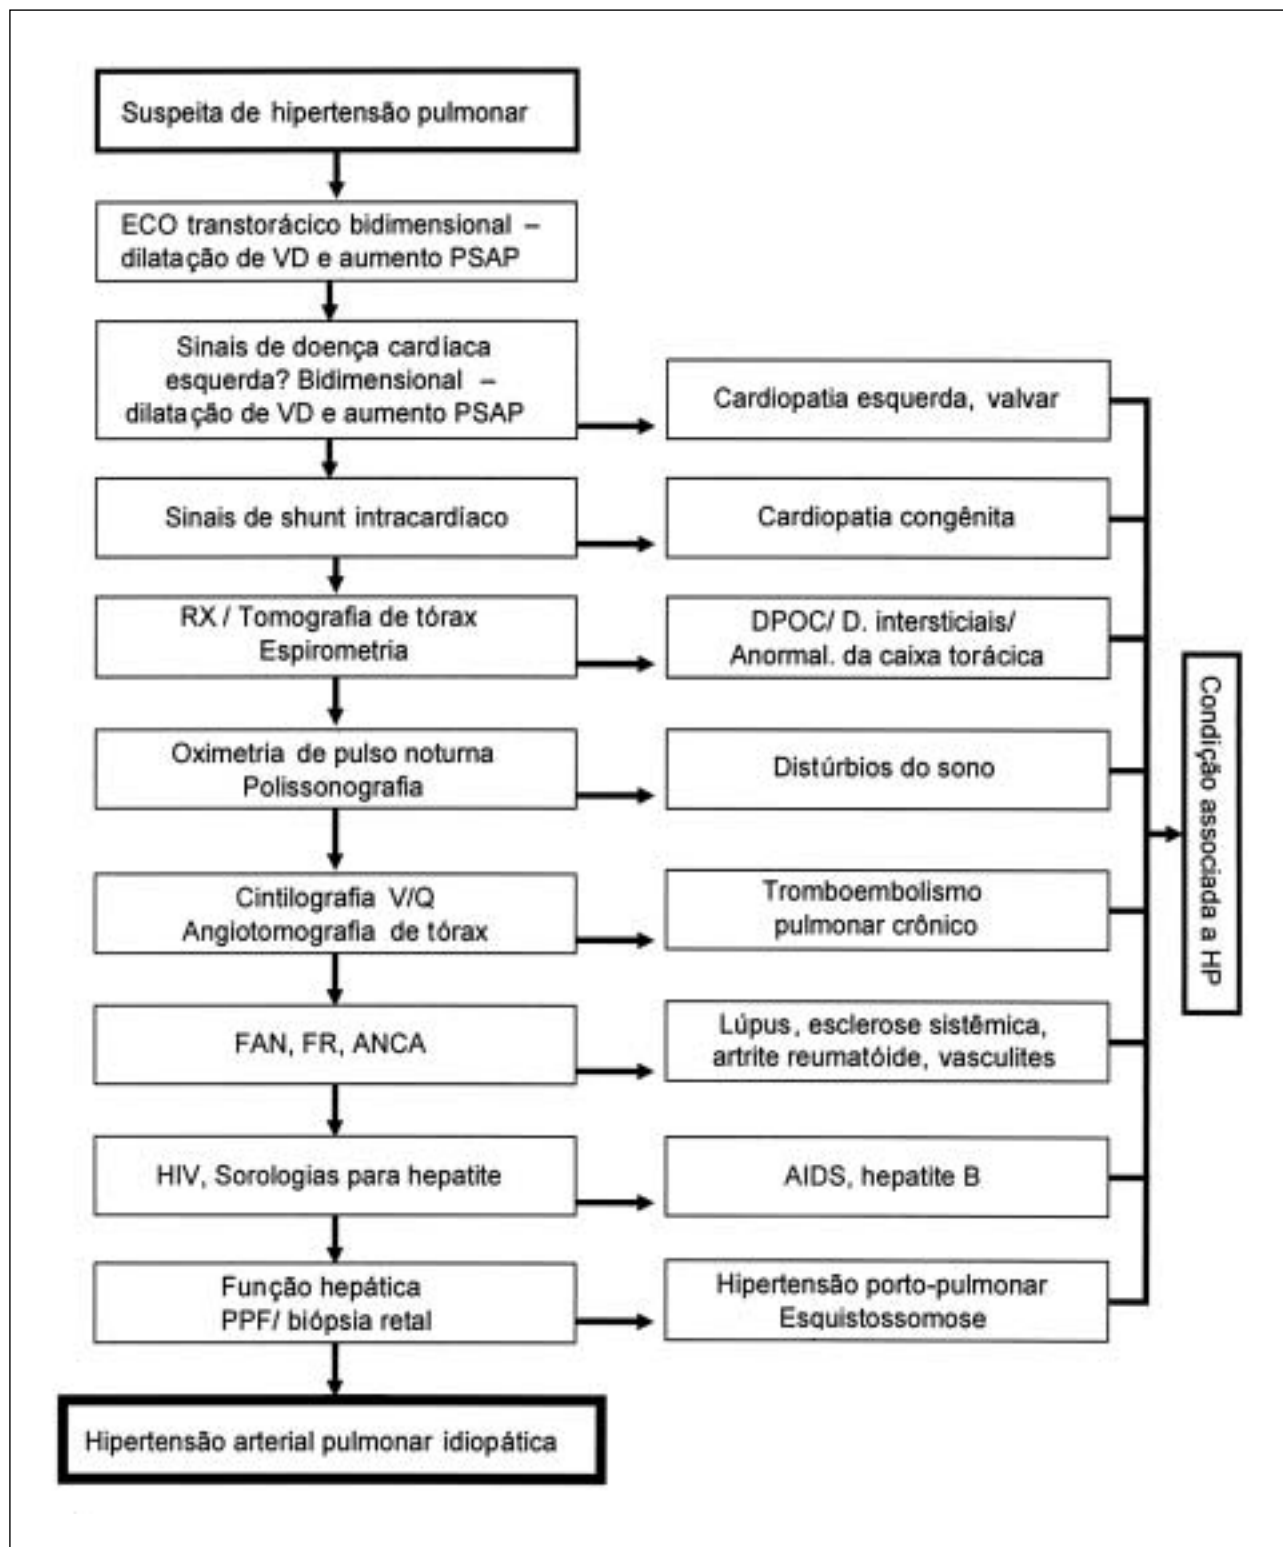 Suspeita de hipertensão pulmonar
ECO transtorácico bidimensional –
dilatação de VD e aumento PSAP
Sinais de doença cardíaca
esquerda? Bidimensional –
dilatação de VD e aumento PSAP
Cardiopatia esquerda, valvar
Sinais de shunt intracardíaco
Cardiopatia congênita
RX / Tomografia de tórax
Espirometria
DPOC/ D. intersticiais/
Anormal. da caixa torácica
Oximetria de pulso noturna
Polissonografia
Distúrbios do sono
Cintilografia V/Q
Angiotomografia de tórax
Tromboembolismo
pulmonar crônico
FAN, FR, ANCA
Lúpus, esclerose sistêmica,
artrite reumatóide, vasculites
HIV, Sorologias para hepatite
AIDS, hepatite B
Função hepática
PPF/ biópsia retal
Hipertensão porto-pulmonar
Esquistossomose
Condição associada a HP
Hipertensão arterial pulmonar idiopática